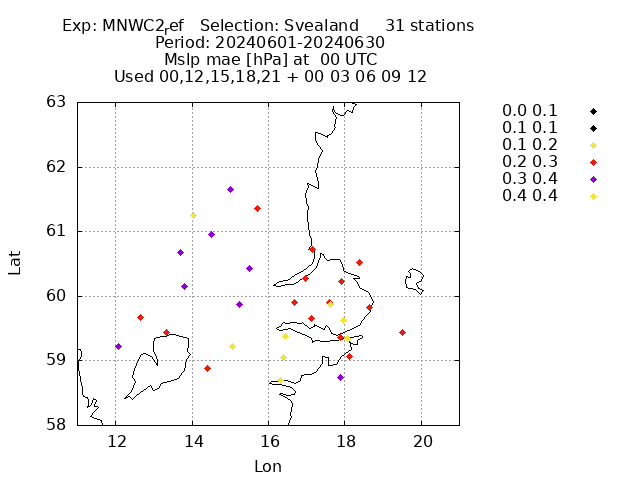 Exp: MNWC2ref   Selection: Svealand     31 stations
Period: 20240601-20240630
Mslp mae [hPa] at  00 UTC
Used 00,12,15,18,21 + 00 03 06 09 12
63
62
61
60
59
58
12
14
16
18
20
Lat
Lon
0.0 0.1
0.1 0.1
0.1 0.2
0.2 0.3
0.3 0.4
0.4 0.4